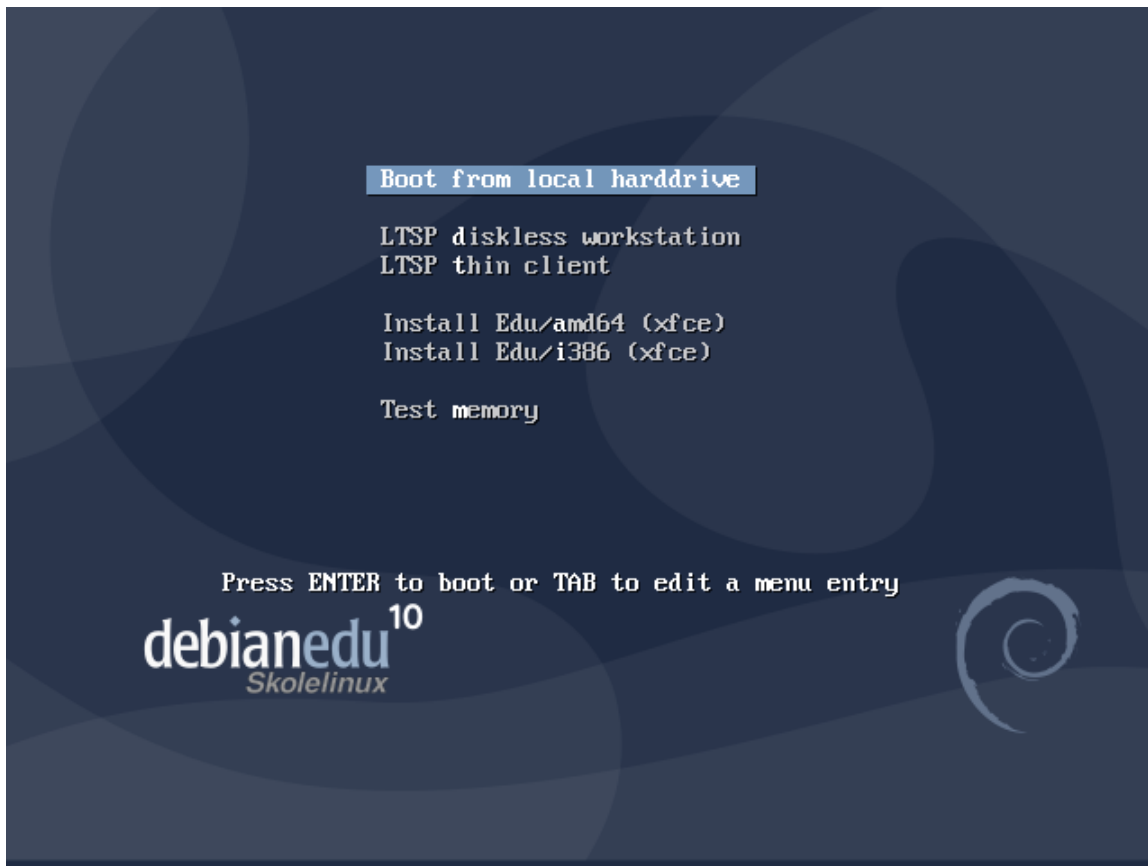 Boot from local harddrive
LTSP diskless workstation
LTSP thin client
Install Edu/amd64 (xfce)
Install Edu/i386 (xfce)
Test memory
Press ENTER to boot or TAB to edit a menu entry
debianedu 10
Skolelinux